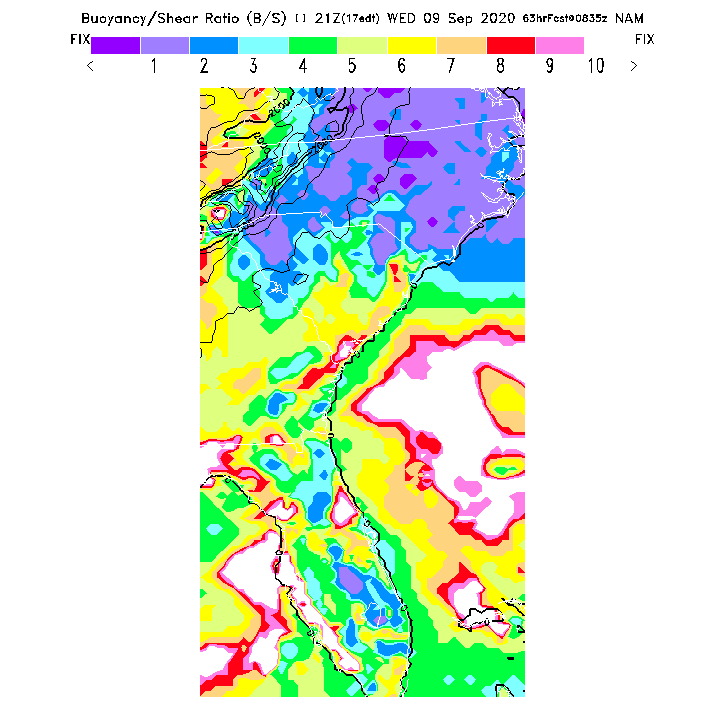 Buoyancy/Shear Ratio (B/S) [] 21Z(17edt) WED 09 Sep 2020 63hrFcst@0835z NAM
FIX FIX
< 1 2 3 4 5 6 7 8 9 10 >
2000